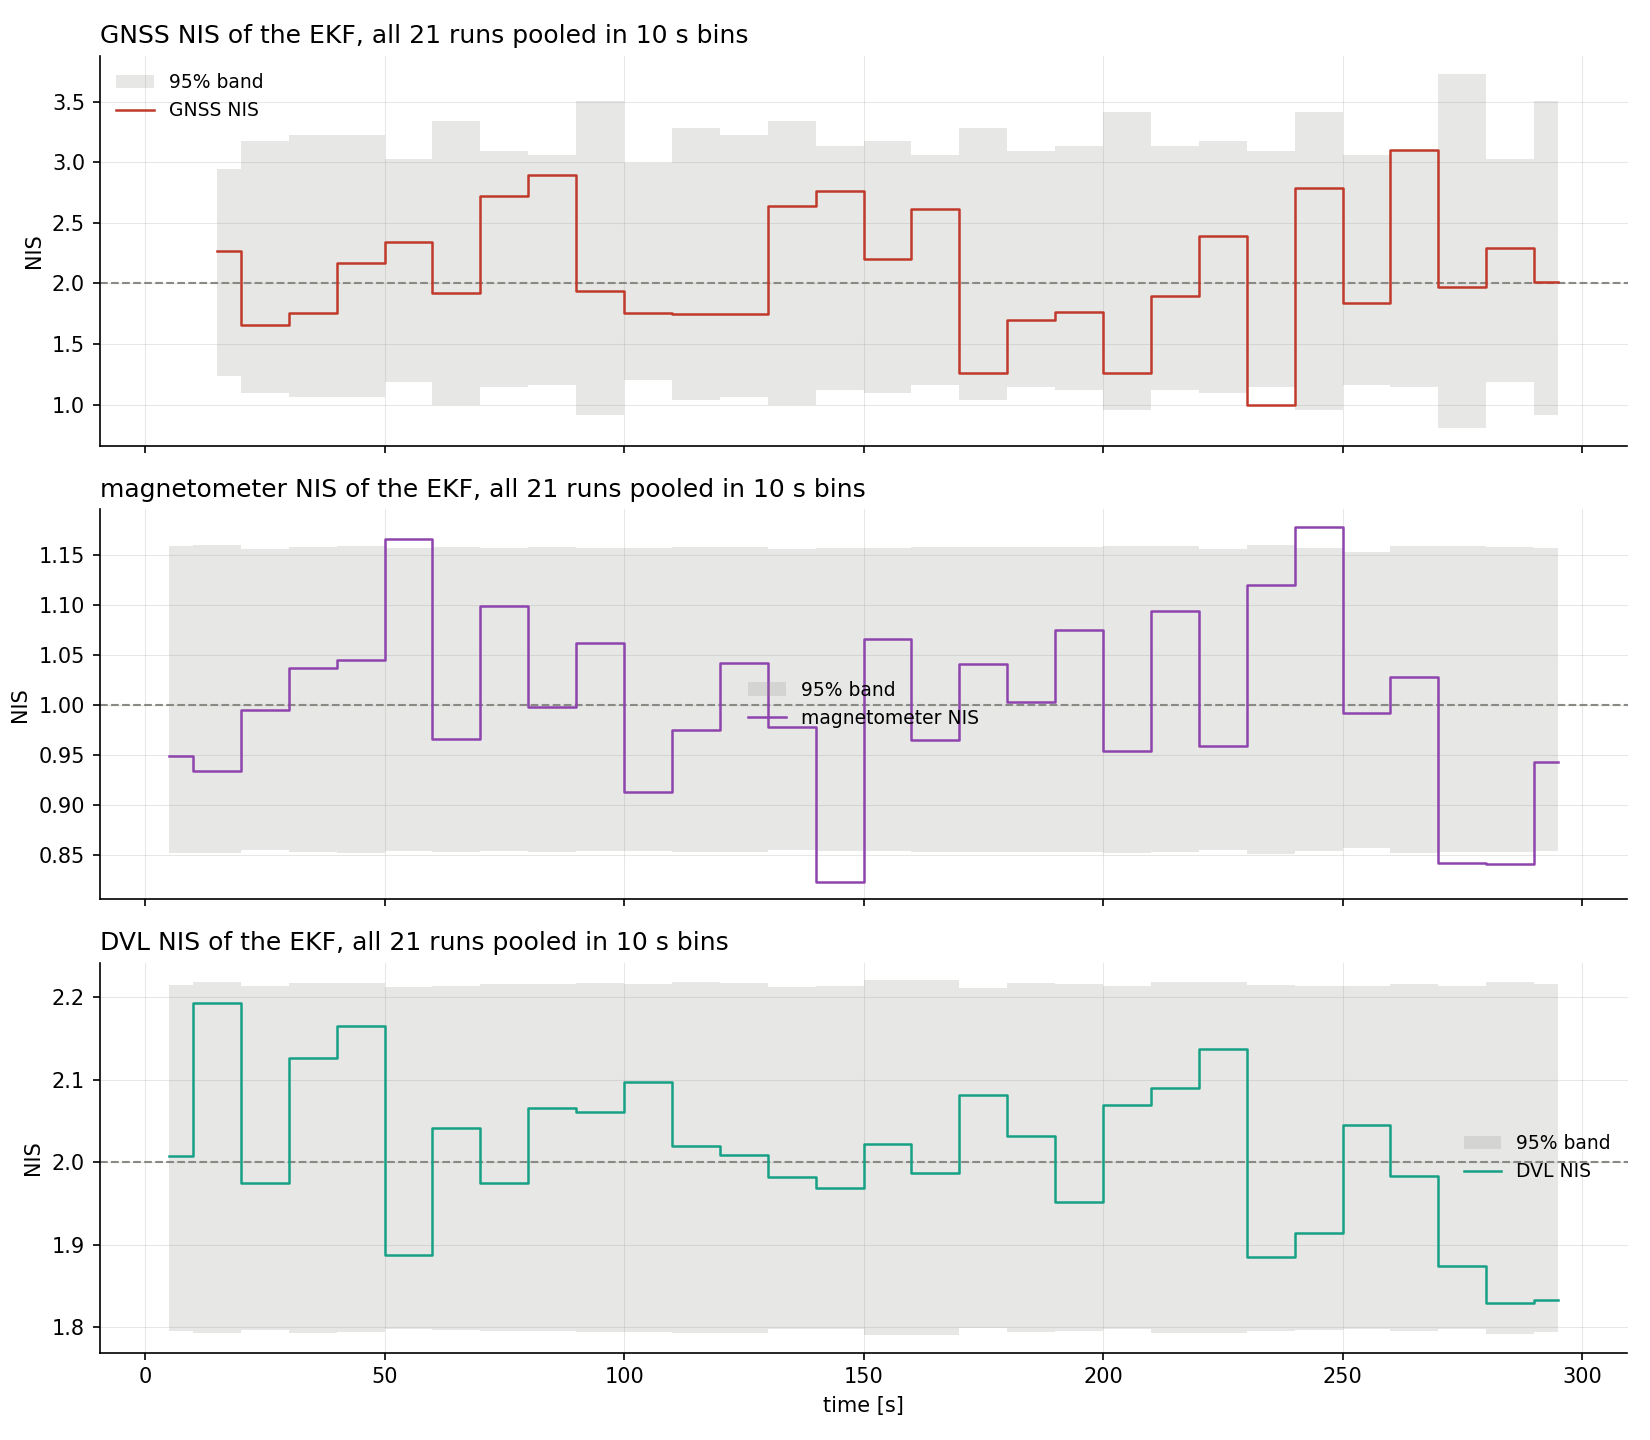 GNSS NIS of the EKF, all 21 runs pooled in 10 s bins
95% band
GNSS NIS
3.5
3.0
2.5
2.0
1.5
1.0
NIS
magnetometer NIS of the EKF, all 21 runs pooled in 10 s bins
1.15
1.10
1.05
1.00
0.95
0.90
0.85
NIS
95% band
magnetometer NIS
DVL NIS of the EKF, all 21 runs pooled in 10 s bins
2.2
2.1
2.0
1.9
1.8
NIS
95% band
DVL NIS
0 50 100 150 200 250 300
time [s]